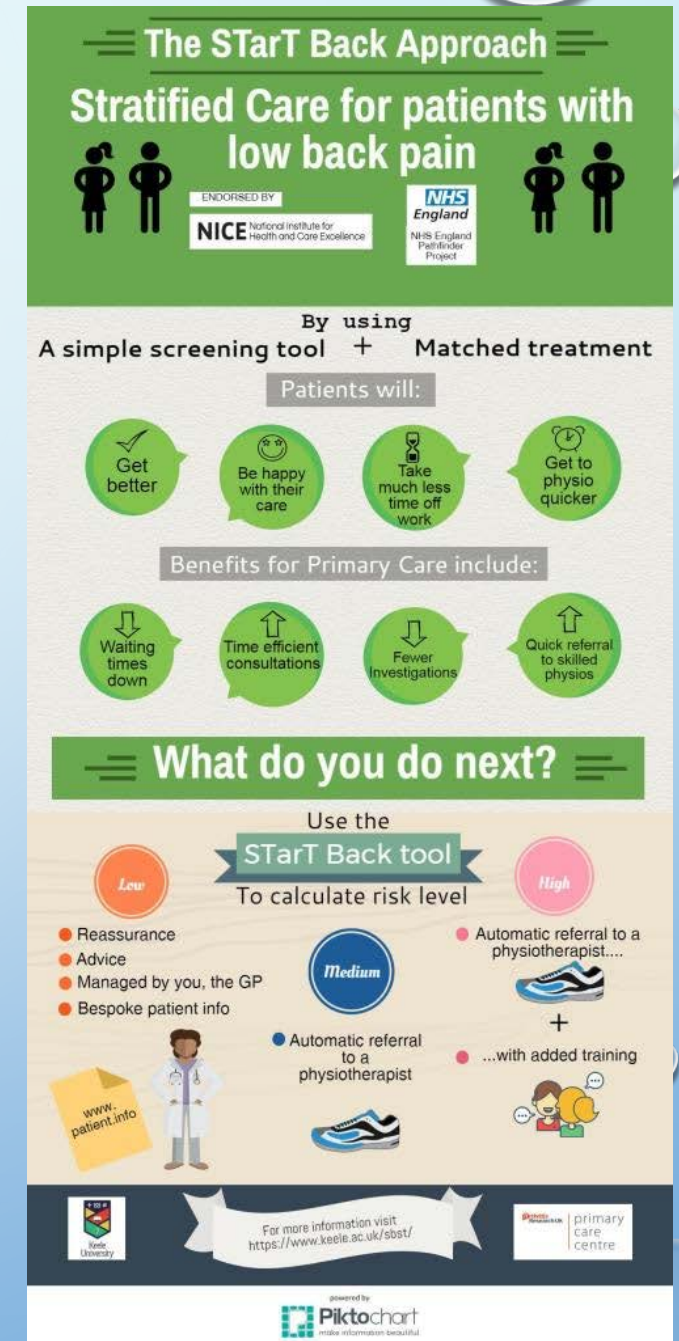 The STarT Back Approach
Stratified Care for patients with
low back pain
ENDORSED BY
NICE National Institute for
Health and Care Excellence
NHS
England
NHS England
Pathfinder
Project
By using
A simple screening tool + Matched treatment
Patients will:
Get
better
Be happy
with their
care
Take
much less
time off
work
Get to
physio
quicker
Benefits for Primary Care include:
Waiting
times
down
Time efficient
consultations
Fewer
Investigations
Quick referral
to skilled
physios
What do you do next?
Use the
STarT Back tool
To calculate risk level
Low
Reassurance
Advice
Managed by you, the GP
Bespoke patient info
www.
patient.info
Medium
Automatic referral
to a
physiotherapist
High
Automatic referral to a
physiotherapist....
+
...with added training
Keele
University
For more information visit
https://www.keele.ac.uk/sbst/
Arthritis
Research UK
primary
care
centre
powered by
Piktochart
make information beautiful